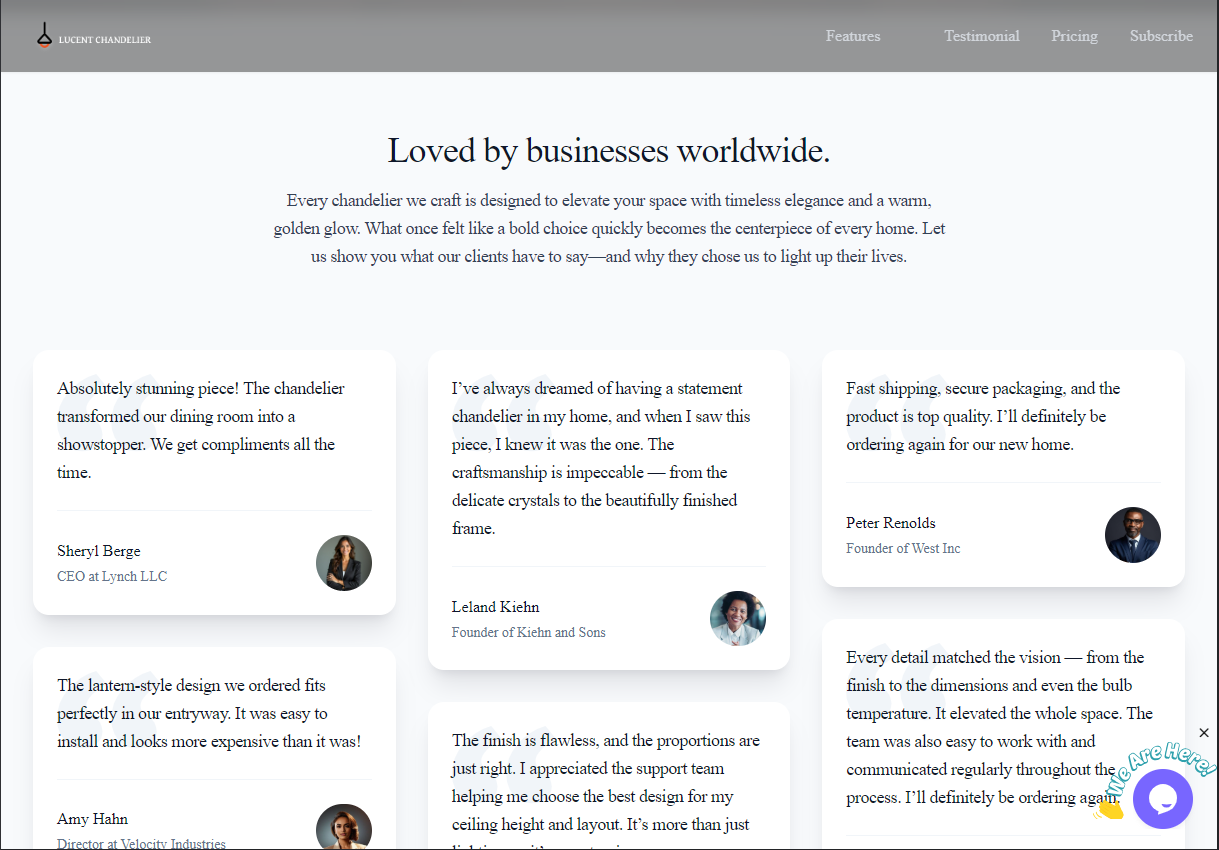 LUCENT CHANDELIER
Features
Testimonial
Pricing
Subscribe
Loved by businesses worldwide.
Every chandelier we craft is designed to elevate your space with timeless elegance and a warm,
golden glow. What once felt like a bold choice quickly becomes the centerpiece of every home. Let
us show you what our clients have to say—and why they chose us to light up their lives.
Absolutely stunning piece! The chandelier
transformed our dining room into a
showstopper. We get compliments all the
time.
Sheryl Berge
CEO at Lynch LLC
The lantern-style design we ordered fits
perfectly in our entryway. It was easy to
install and looks more expensive than it was!
Amy Hahn
Director at Velocity Industries
I’ve always dreamed of having a statement
chandelier in my home, and when I saw this
piece, I knew it was the one. The
craftsmanship is impeccable — from the
delicate crystals to the beautifully finished
frame.
Leland Kiehn
Founder of Kiehn and Sons
The finish is flawless, and the proportions are
just right. I appreciated the support team
helping me choose the best design for my
ceiling height and layout. It’s more than just
Fast shipping, secure packaging, and the
product is top quality. I’ll definitely be
ordering again for our new home.
Peter Renolds
Founder of West Inc
Every detail matched the vision — from the
finish to the dimensions and even the bulb
temperature. It elevated the whole space. The
team was also easy to work with and
communicated regularly throughout the
process. I’ll definitely be ordering again.
We Are Here!